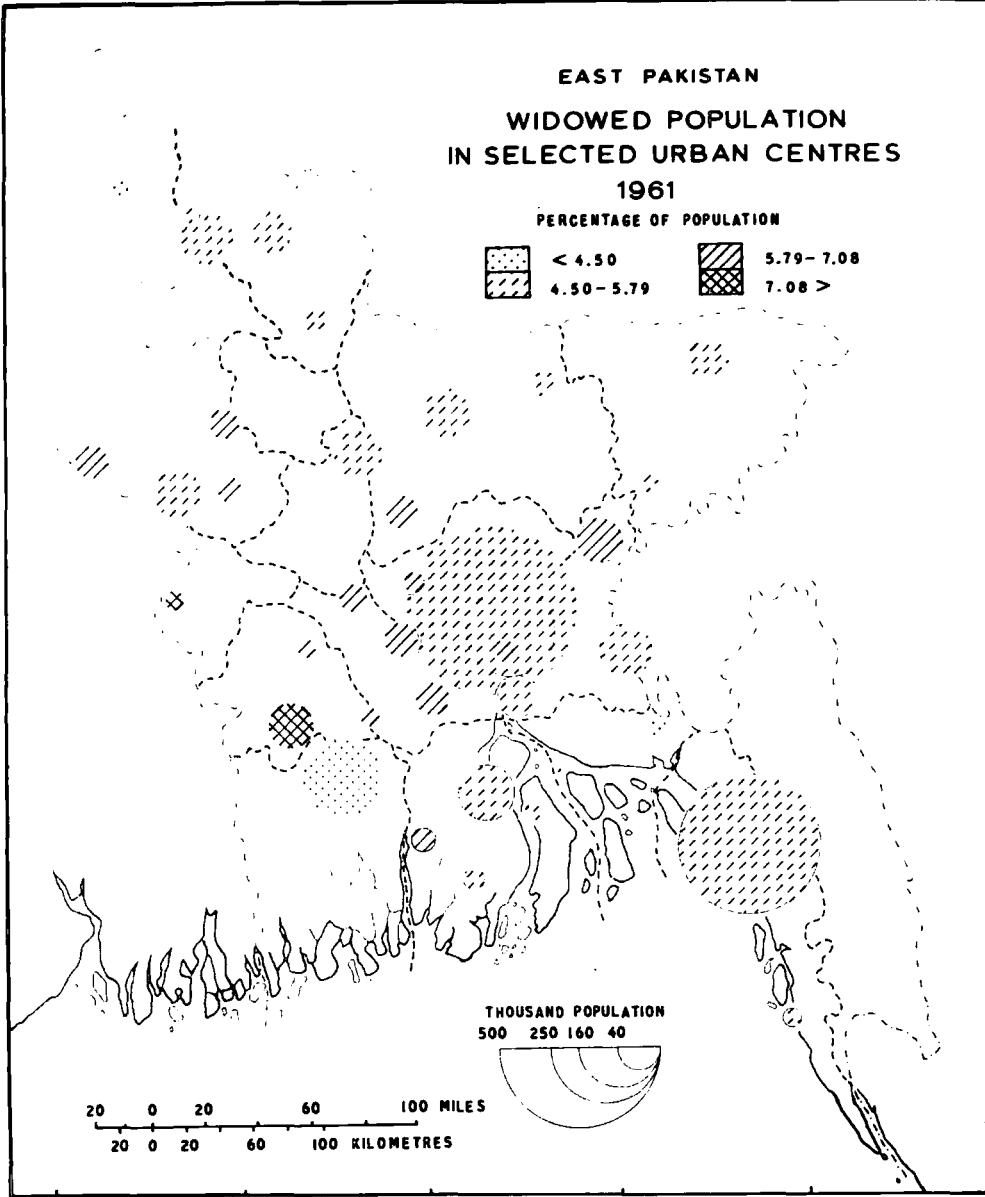 EAST PAKISTAN
WIDOWED POPULATION
IN SELECTED URBAN CENTRES
1961
PERCENTAGE OF POPULATION
< 4.50
5.79-7.08
4.50-5.79
7.08 >
THOUSAND POPULATION
500 250 160 40
20 0 20 60 100 MILES
20 0 20 60 100 KILOMETRES